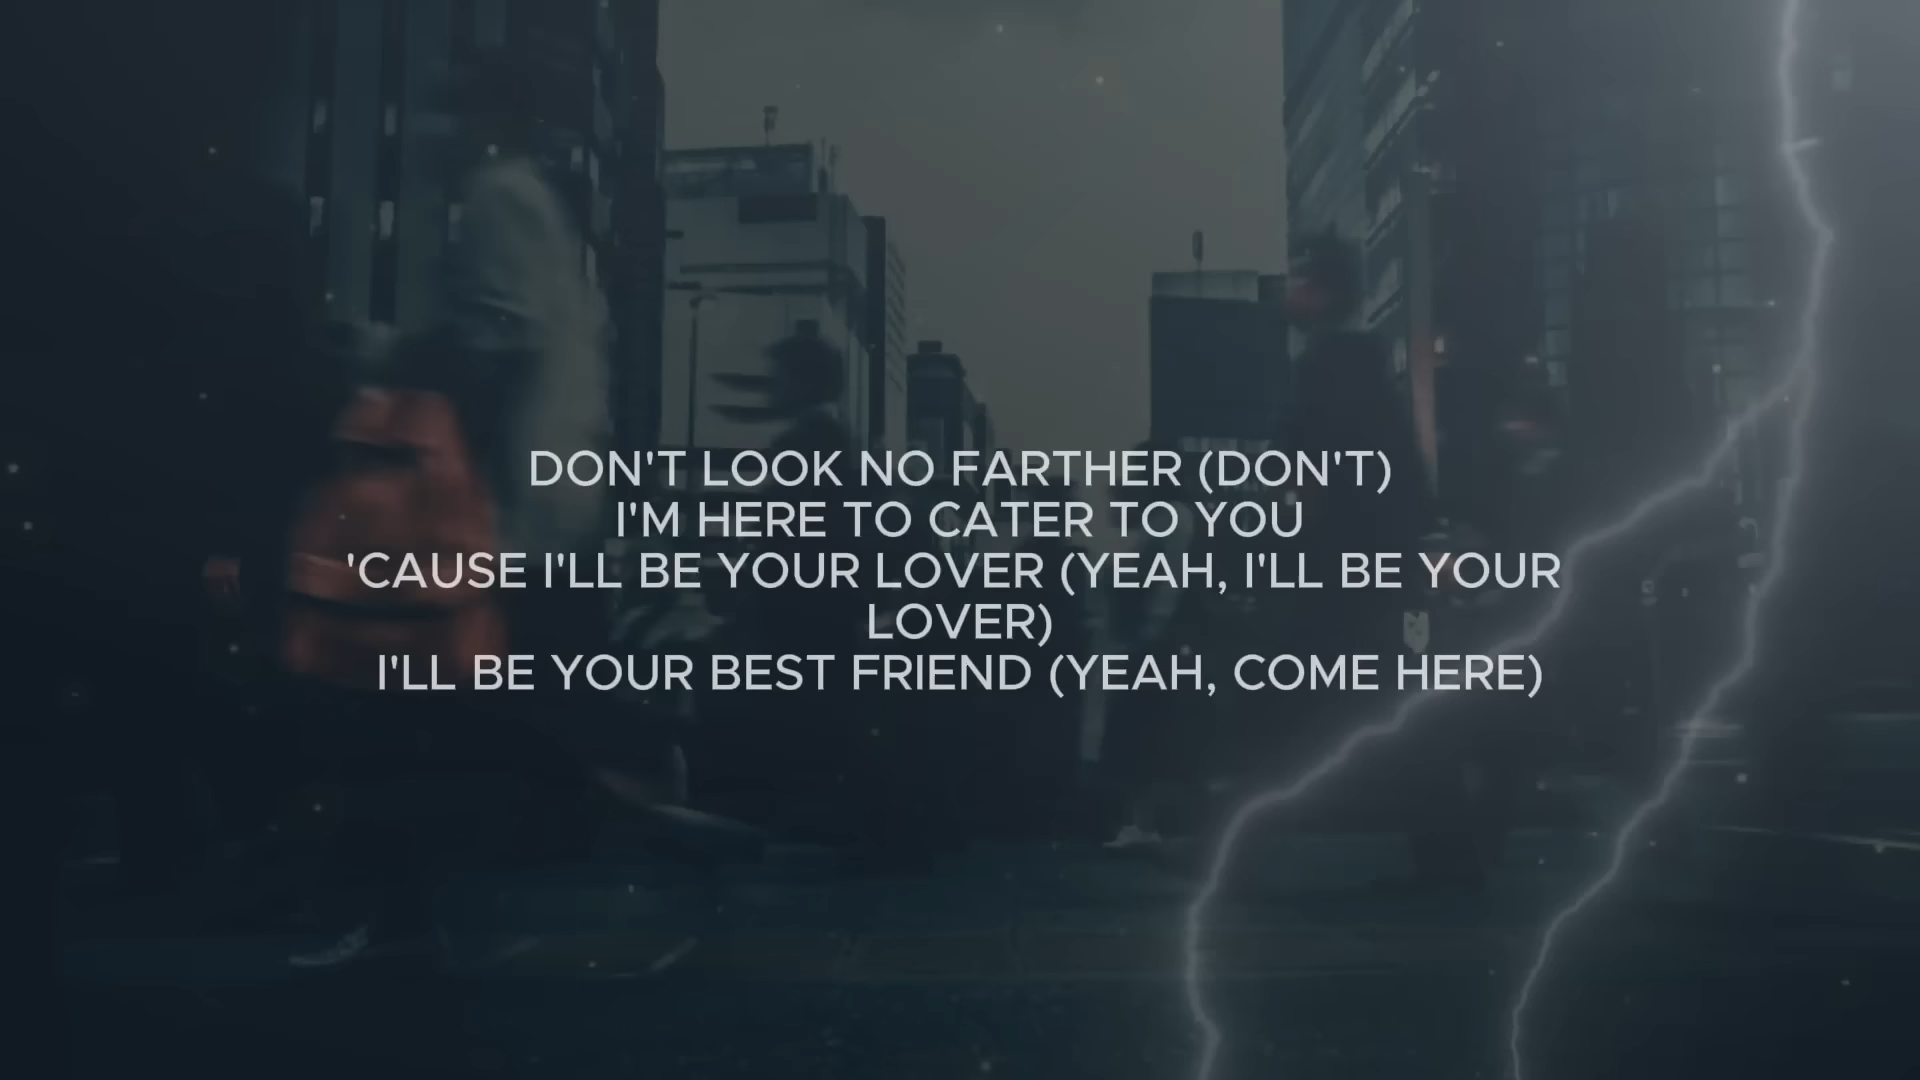 DON'T LOOK NO FARTHER (DON'T)
I'M HERE TO CATER TO YOU
'CAUSE I'LL BE YOUR LOVER (YEAH, I'LL BE YOUR
LOVER)
I'LL BE YOUR BEST FRIEND (YEAH, COME HERE)